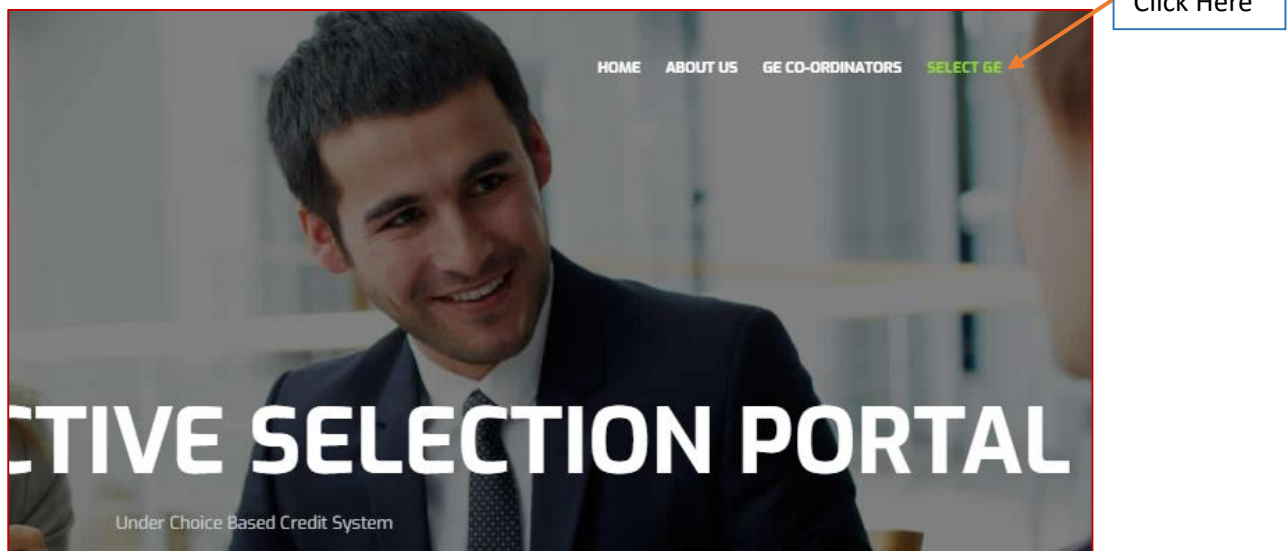 Click Here
HOME ABOUT US GE CO-ORDINATORS SELECT GE
CTIVE SELECTION PORTAL
Under Choice Based Credit System